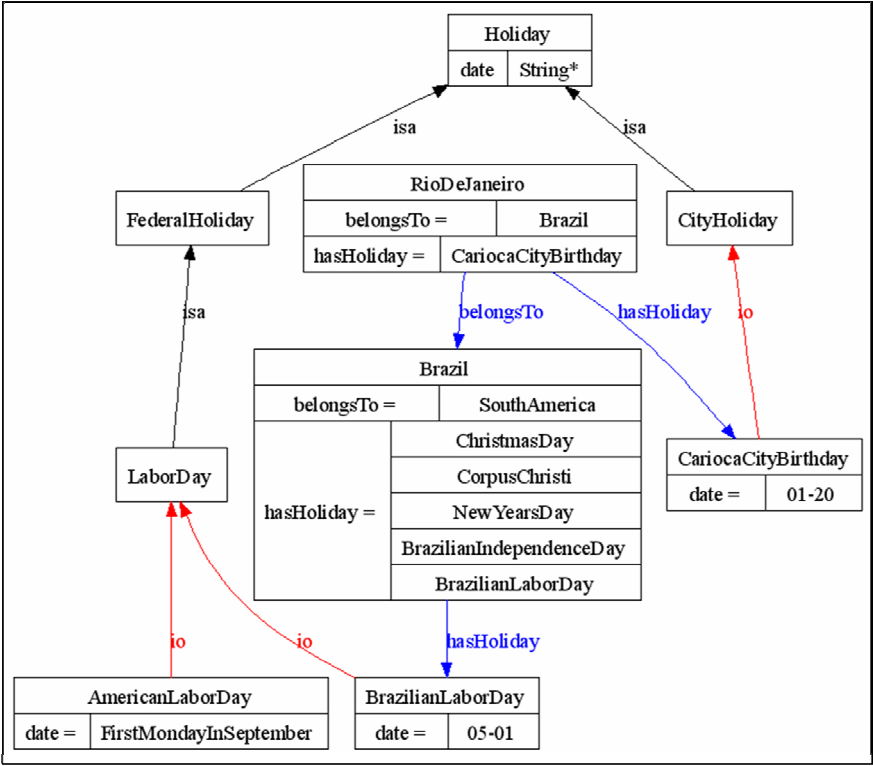 Holiday
date String*
isa isa
RioDeJaneiro
FederalHoliday belongsTo = Brazil CityHoliday
hasHoliday = CariocaCityBirthday
isa belongsTo hasHoliday io
Brazil
belongsTo = SouthAmerica
ChristmasDay
CariocaCityBirthday
LaborDay CorpusChristi
date = 01-20
hasHoliday = NewYearsDay
BrazilianIndependenceDay
BrazilianLaborDay
io io hasHoliday
AmericanLaborDay BrazilianLaborDay
date = FirstMondayInSeptember date = 05-01